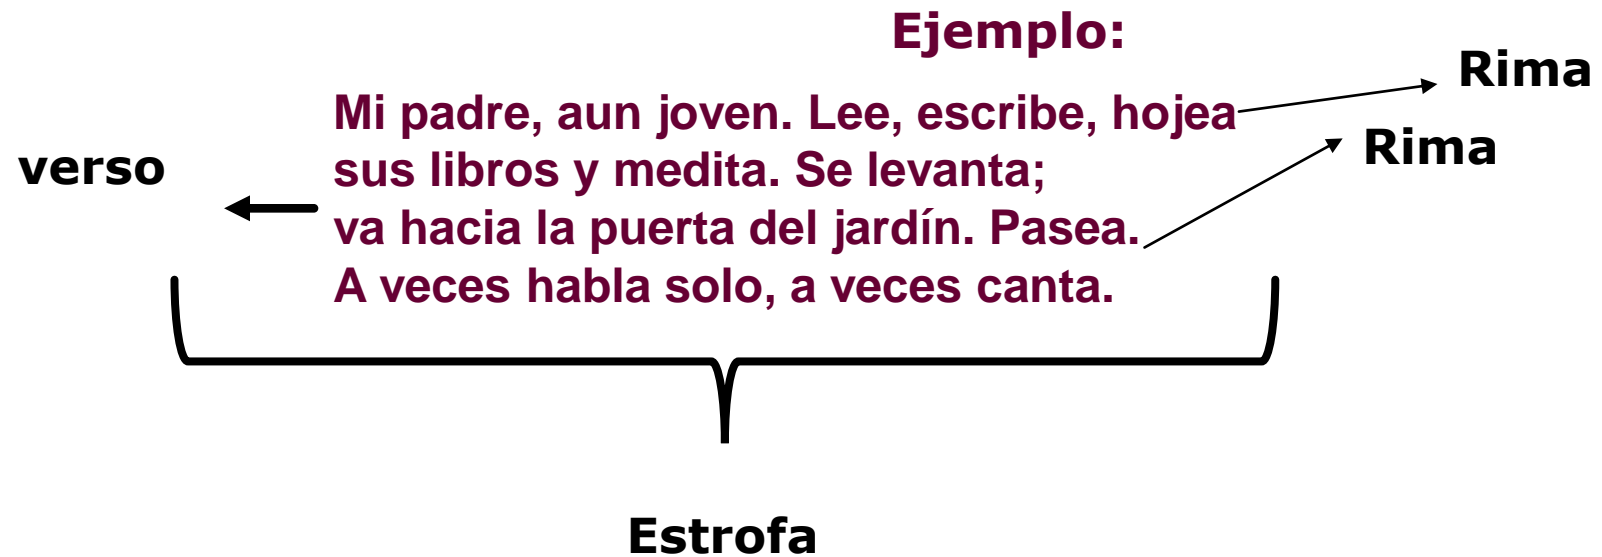 Ejemplo:
Rima
Mi padre, aun joven. Lee, escribe, hojea
Rima
verso
sus libros y medita. Se levanta;
va hacia la puerta del jardín. Pasea.
A veces habla solo, a veces canta.
Estrofa